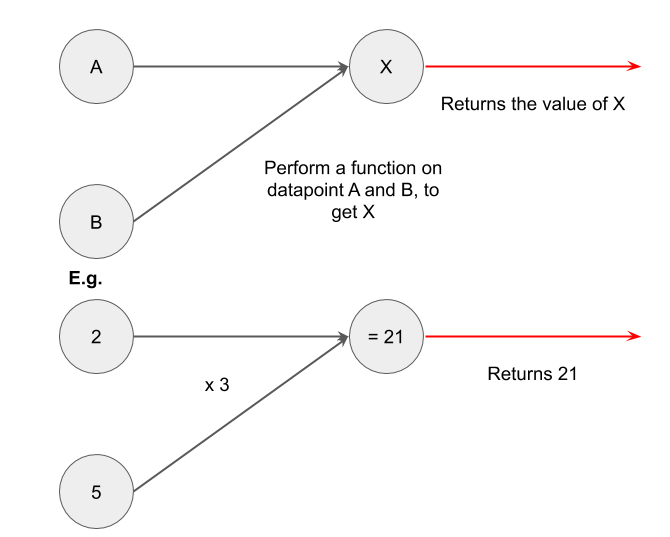 A
X
Returns the value of X
Perform a function on
datapoint A and B, to
get X
B
E.g.
2
= 21
x 3
Returns 21
5